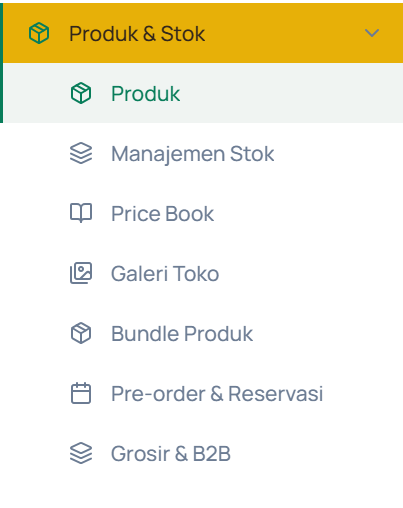 Produk & Stok
Produk
Manajemen Stok
Price Book
Galeri Toko
Bundle Produk
Pre-order & Reservasi
Grosir & B2B